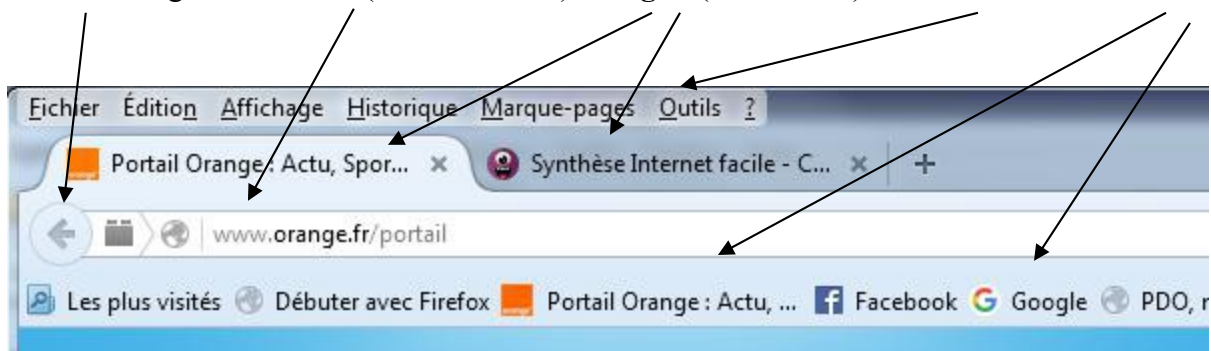 Fichier Édition Affichage Historique Marque-pages Outils ?
Portail Orange : Actu, Spor... × Synthèse Internet facile - C... × +
www.orange.fr/portail
Les plus visités Débuter avec Firefox Portail Orange : Actu, ... Facebook G Google PDO, r